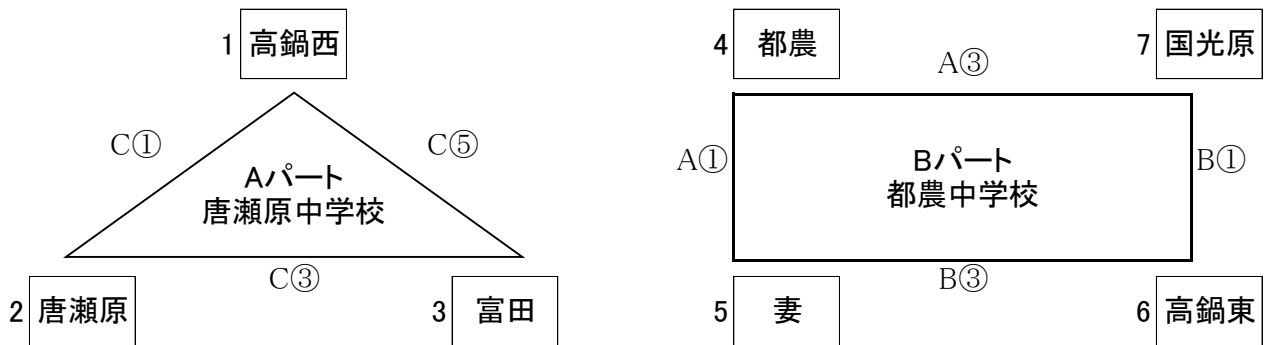 1 高鍋西
C①
C⑤
Aパート
唐瀬原中学校
C③
2 唐瀬原
3 富田
4 都農
7 国光原
A③
A①
B①
Bパート
都農中学校
B③
5 妻
6 高鍋東